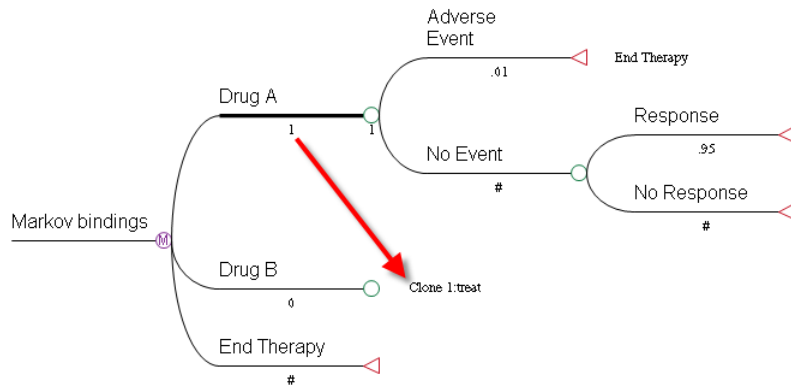 Adverse
Event
.01
End Therapy
Drug A
1
1
Response
.95
No Event
#
No Response
#
Markov bindings
M
Drug B
0
Clone 1:treat
End Therapy
#